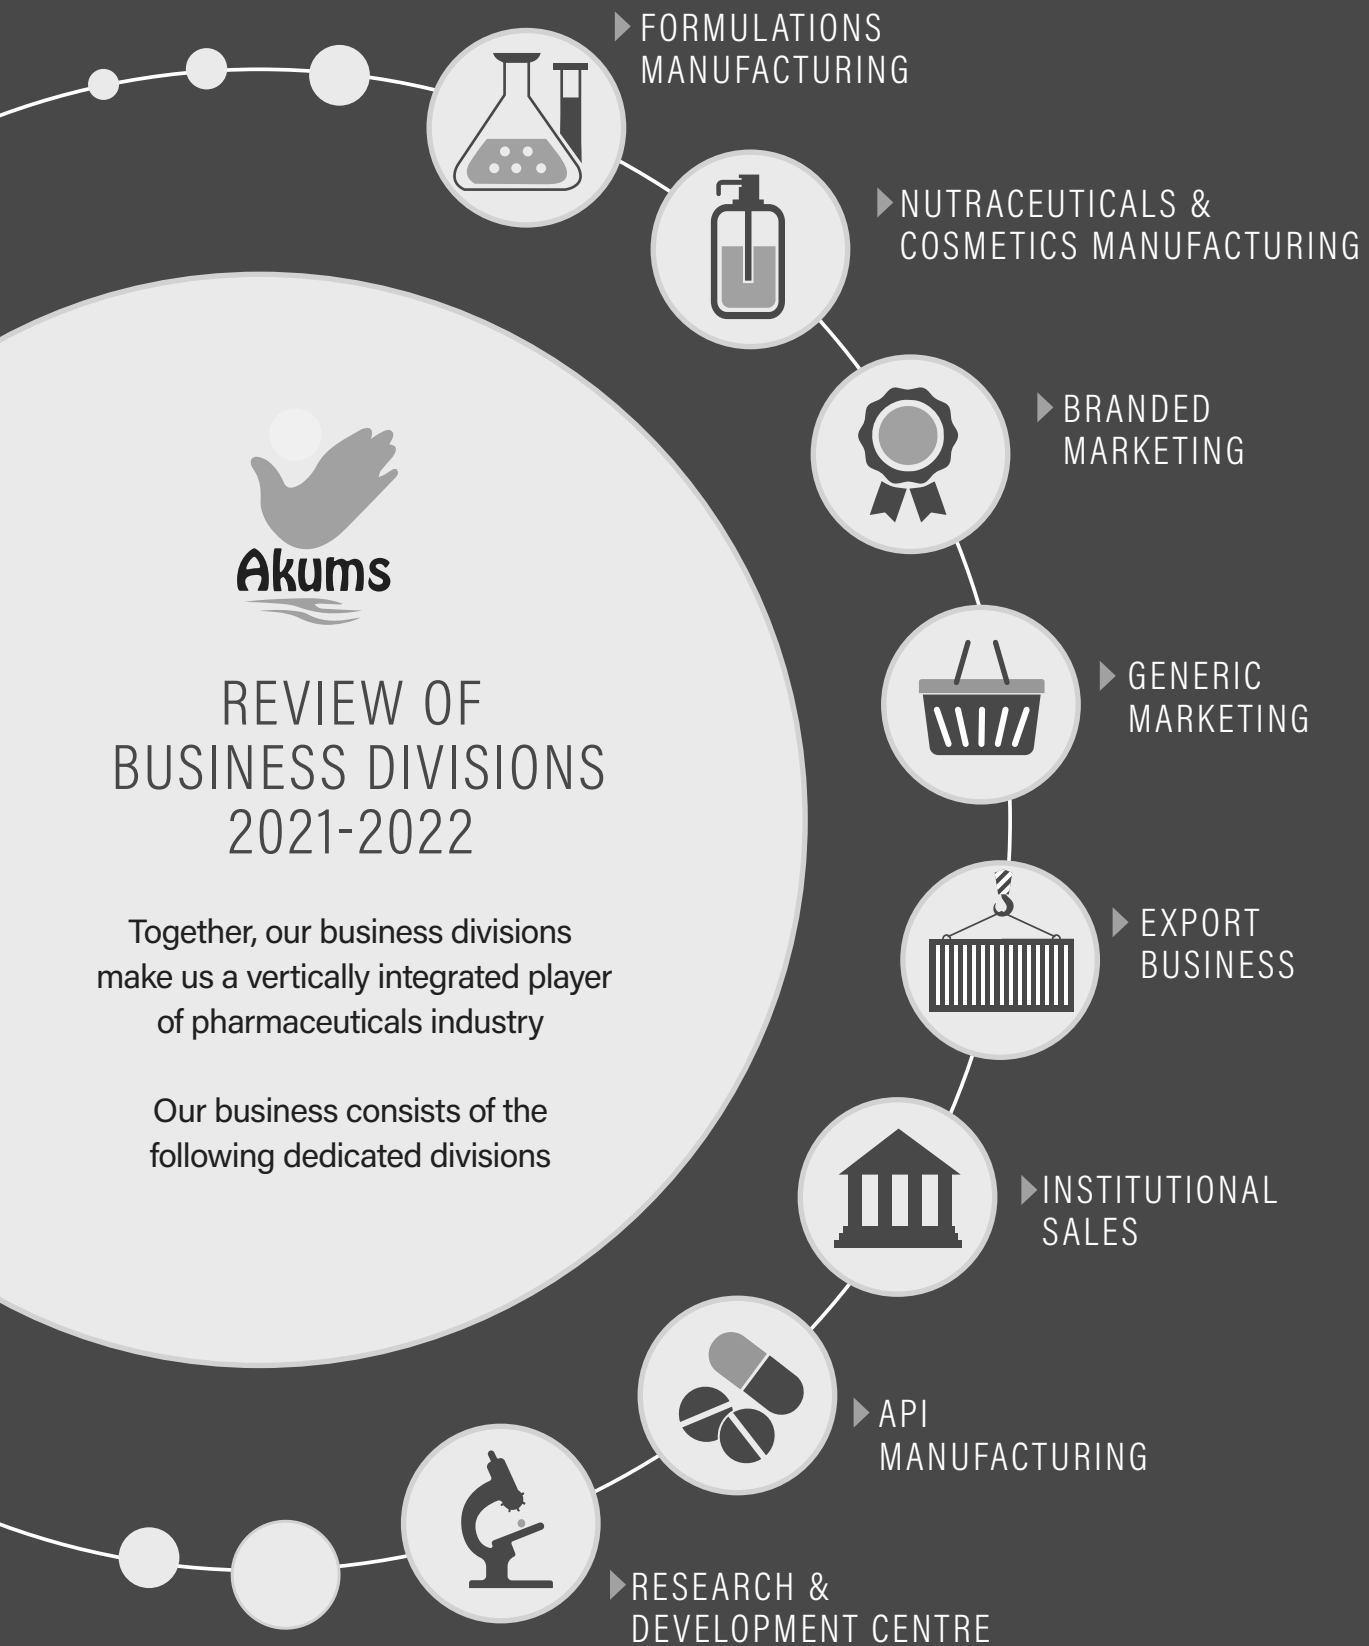 Akums
REVIEW OF
BUSINESS DIVISIONS
2021-2022
Together, our business divisions
make us a vertically integrated player
of pharmaceuticals industry
Our business consists of the
following dedicated divisions
FORMULATIONS
MANUFACTURING
NUTRACEUTICALS &
COSMETICS MANUFACTURING
BRANDED
MARKETING
GENERIC
MARKETING
EXPORT
BUSINESS
INSTITUTIONAL
SALES
API
MANUFACTURING
RESEARCH &
DEVELOPMENT CENTRE